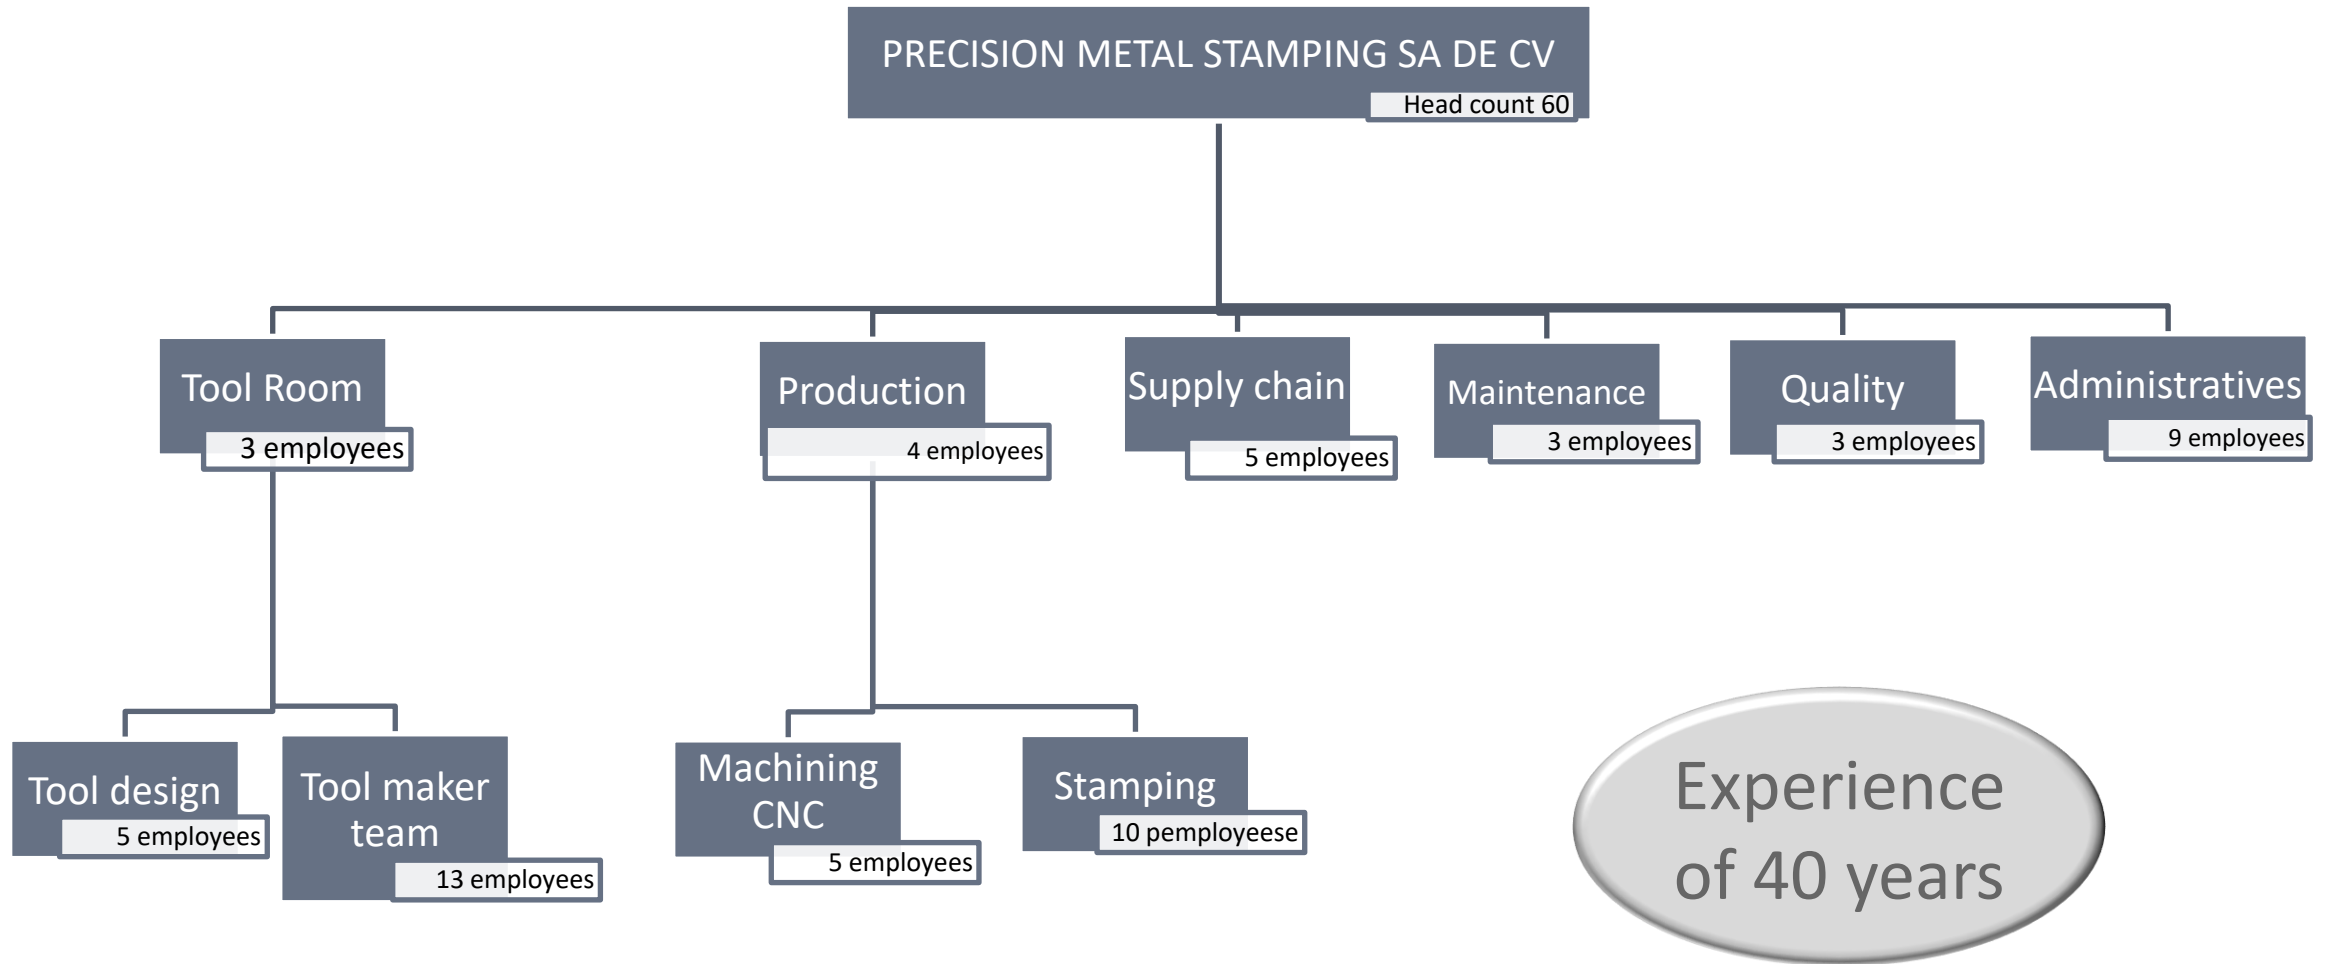 PRECISION METAL STAMPING SA DE CV
Head count 60
Tool Room
3 employees
Production
4 employees
Supply chain
5 employees
Maintenance
3 employees
Quality
3 employees
Administratives
9 employees
Tool design
5 employees
Tool maker
team
13 employees
Machining
CNC
5 employees
Stamping
10 pemployeese
Experience
of 40 years